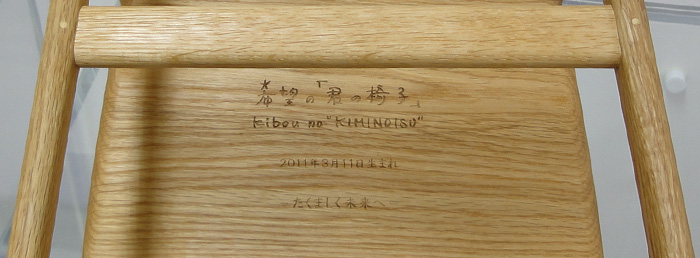 希望の「君の椅子」
kibou no "KIMINOISU"
2011年3月11日生まれ
—たくましく未来へ